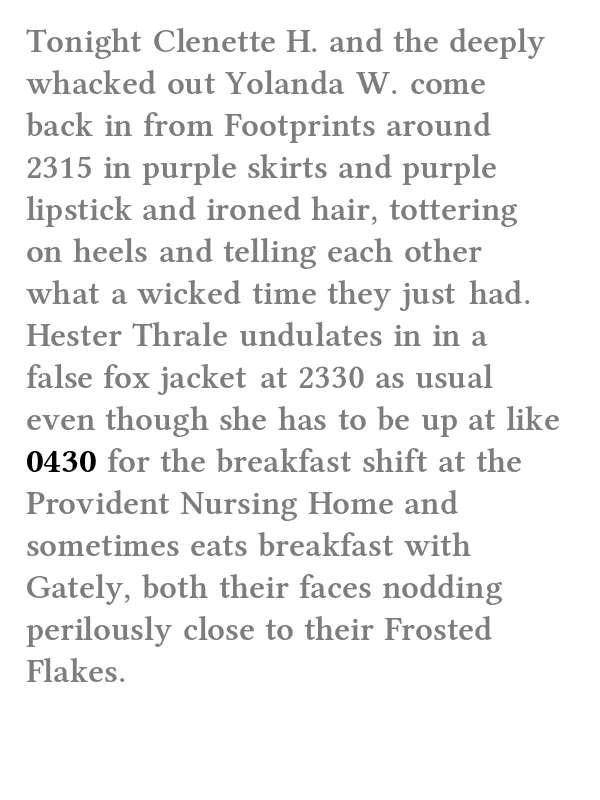 Tonight Clenette H. and the deeply
whacked out Yolanda W. come
back in from Footprints around
2315 in purple skirts and purple
lipstick and ironed hair, tottering
on heels and telling each other
what a wicked time they just had.
Hester Thrale undulates in in a
false fox jacket at 2330 as usual
even though she has to be up at like
0430 for the breakfast shift at the
Provident Nursing Home and
sometimes eats breakfast with
Gately, both their faces nodding
perilously close to their Frosted
Flakes.